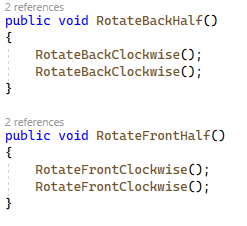 2 references
public void RotateBackHalf()
{
    RotateBackClockwise();
    RotateBackClockwise();
}
2 references
public void RotateFrontHalf()
{
    RotateFrontClockwise();
    RotateFrontClockwise();
}